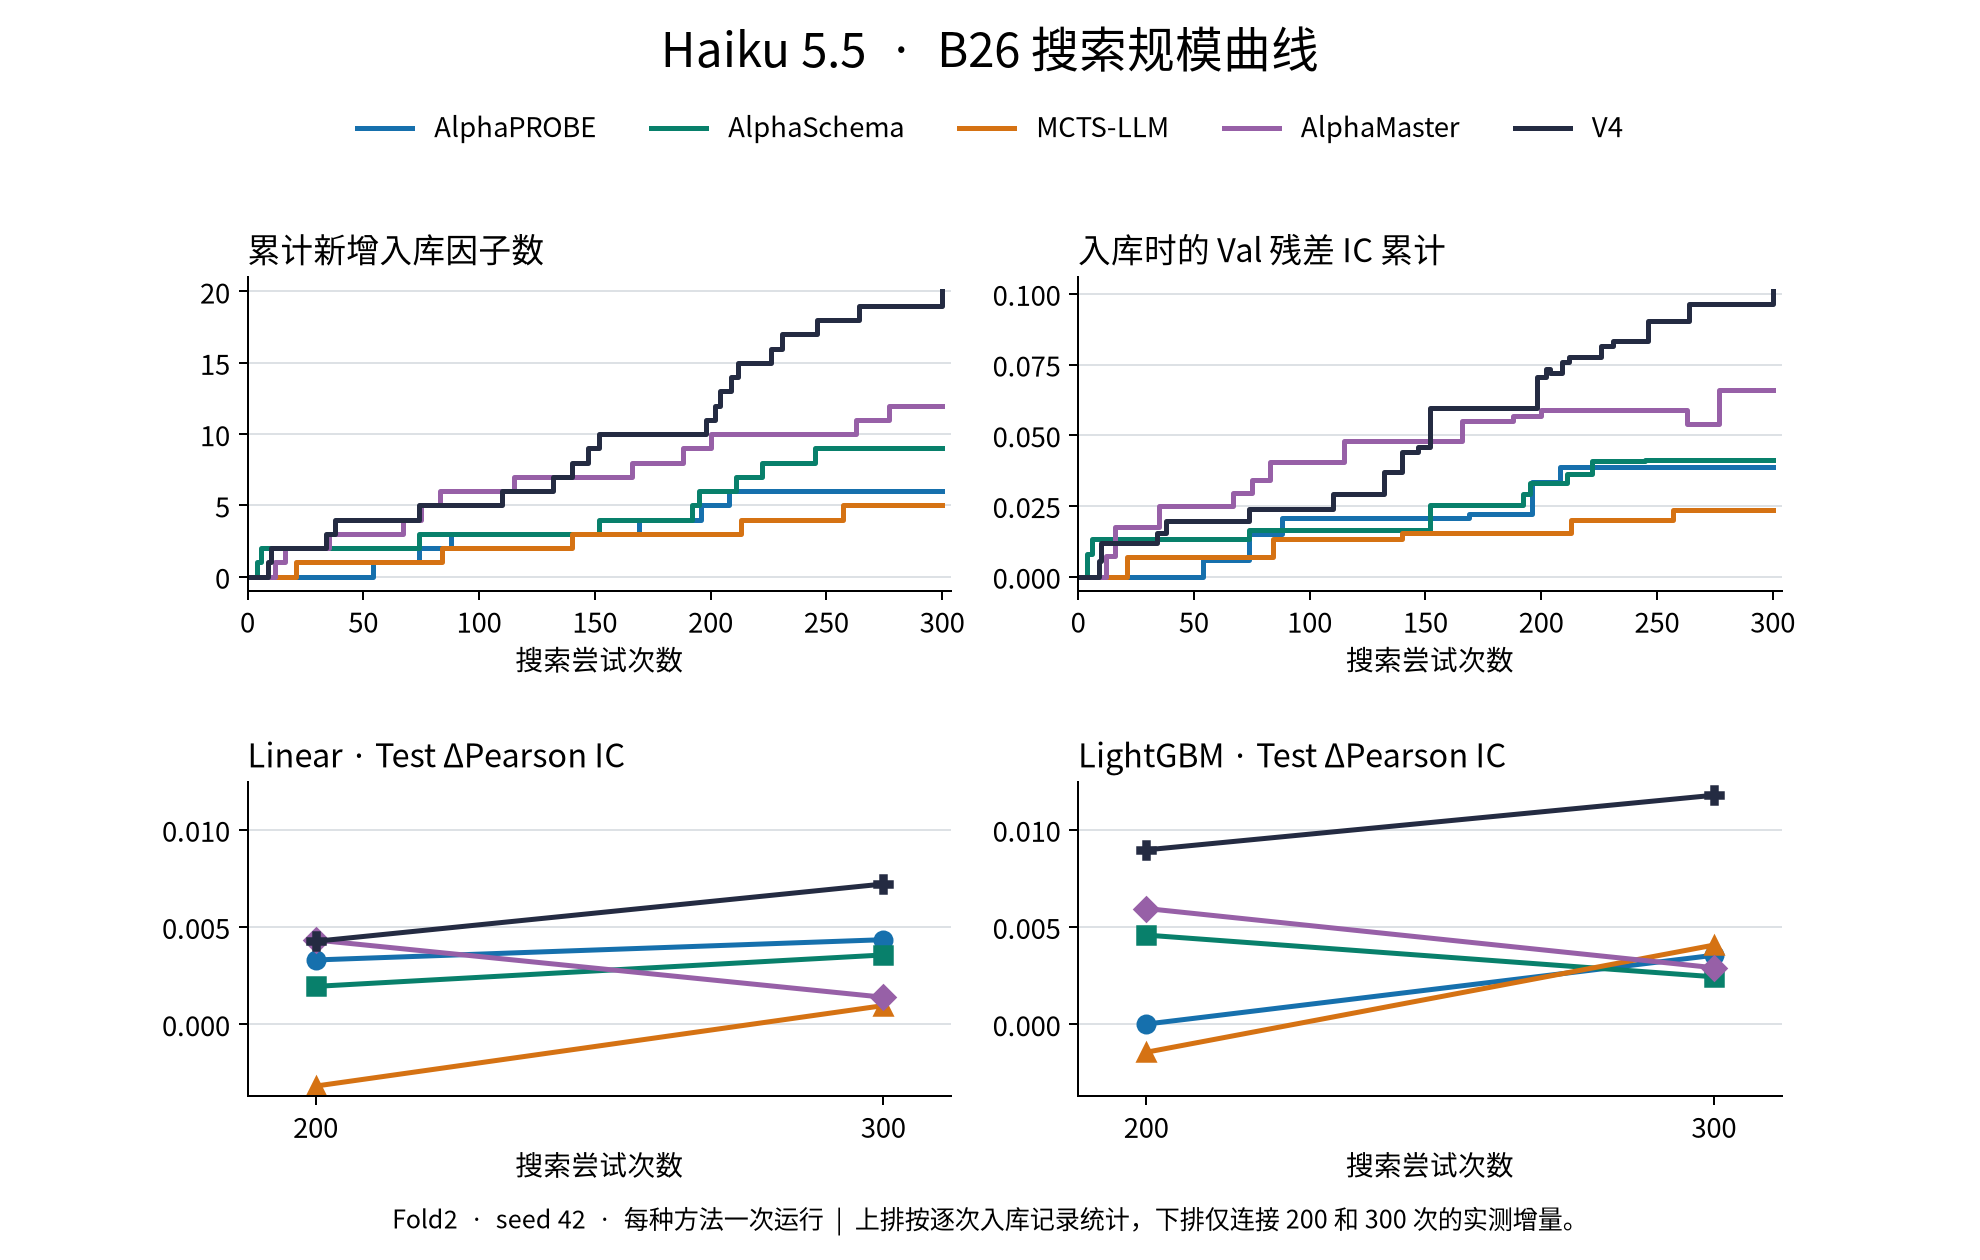 Haiku 5.5 · B26 搜索规模曲线
AlphaPROBE AlphaSchema MCTS-LLM AlphaMaster V4
累计新增入库因子数
20
15
10
5
0
0 50 100 150 200 250 300
搜索尝试次数
入库时的 Val 残差 IC 累计
0.100
0.075
0.050
0.025
0.000
0 50 100 150 200 250 300
搜索尝试次数
Linear · Test ΔPearson IC
0.010
0.005
0.000
200 300
搜索尝试次数
LightGBM · Test ΔPearson IC
0.010
0.005
0.000
200 300
搜索尝试次数
Fold2 · seed 42 · 每种方法一次运行 | 上排按逐次入库记录统计，下排仅连接 200 和 300 次的实测增量。